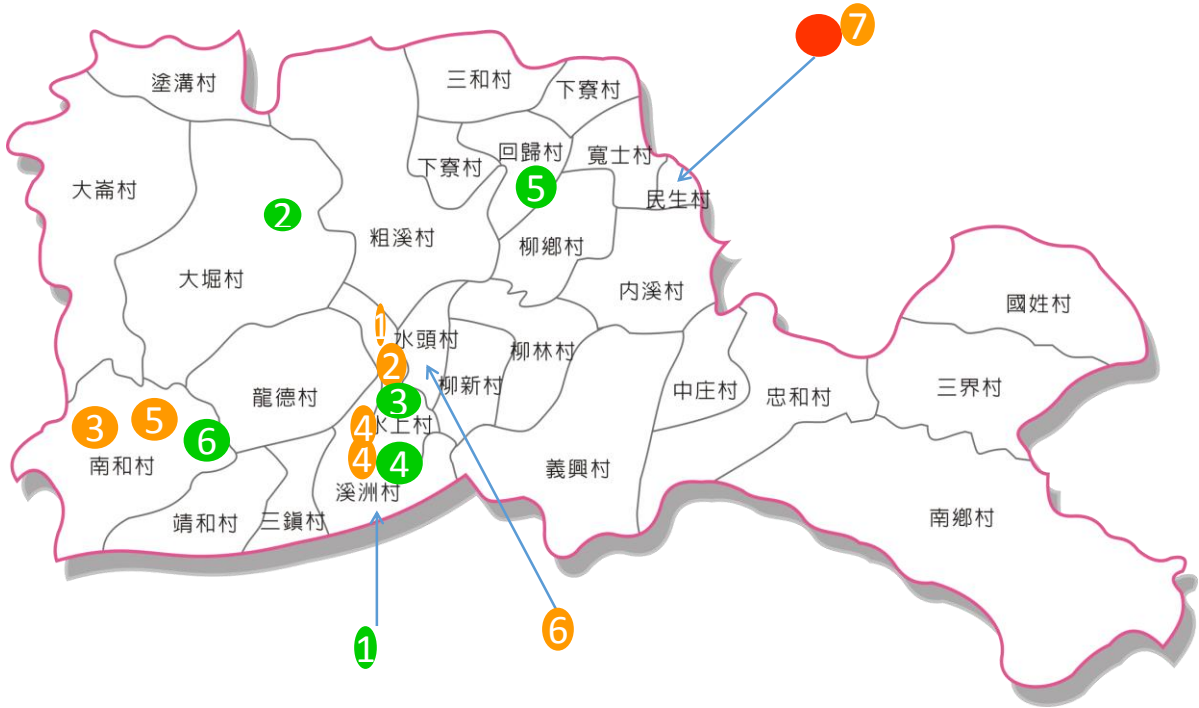 7
塗溝村
三和村
下寮村
回歸村
寬士村
下寮村
大崙村
5
民生村
2
粗溪村
柳鄉村
大堀村
内溪村
國姓村
1
水頭村
柳林村
2
柳新村
中庄村
忠和村
三界村
龍德村
3
3
5
4
水上村
6
南和村
4
4
義興村
溪洲村
靖和村
三鎮村
南鄉村
6
1